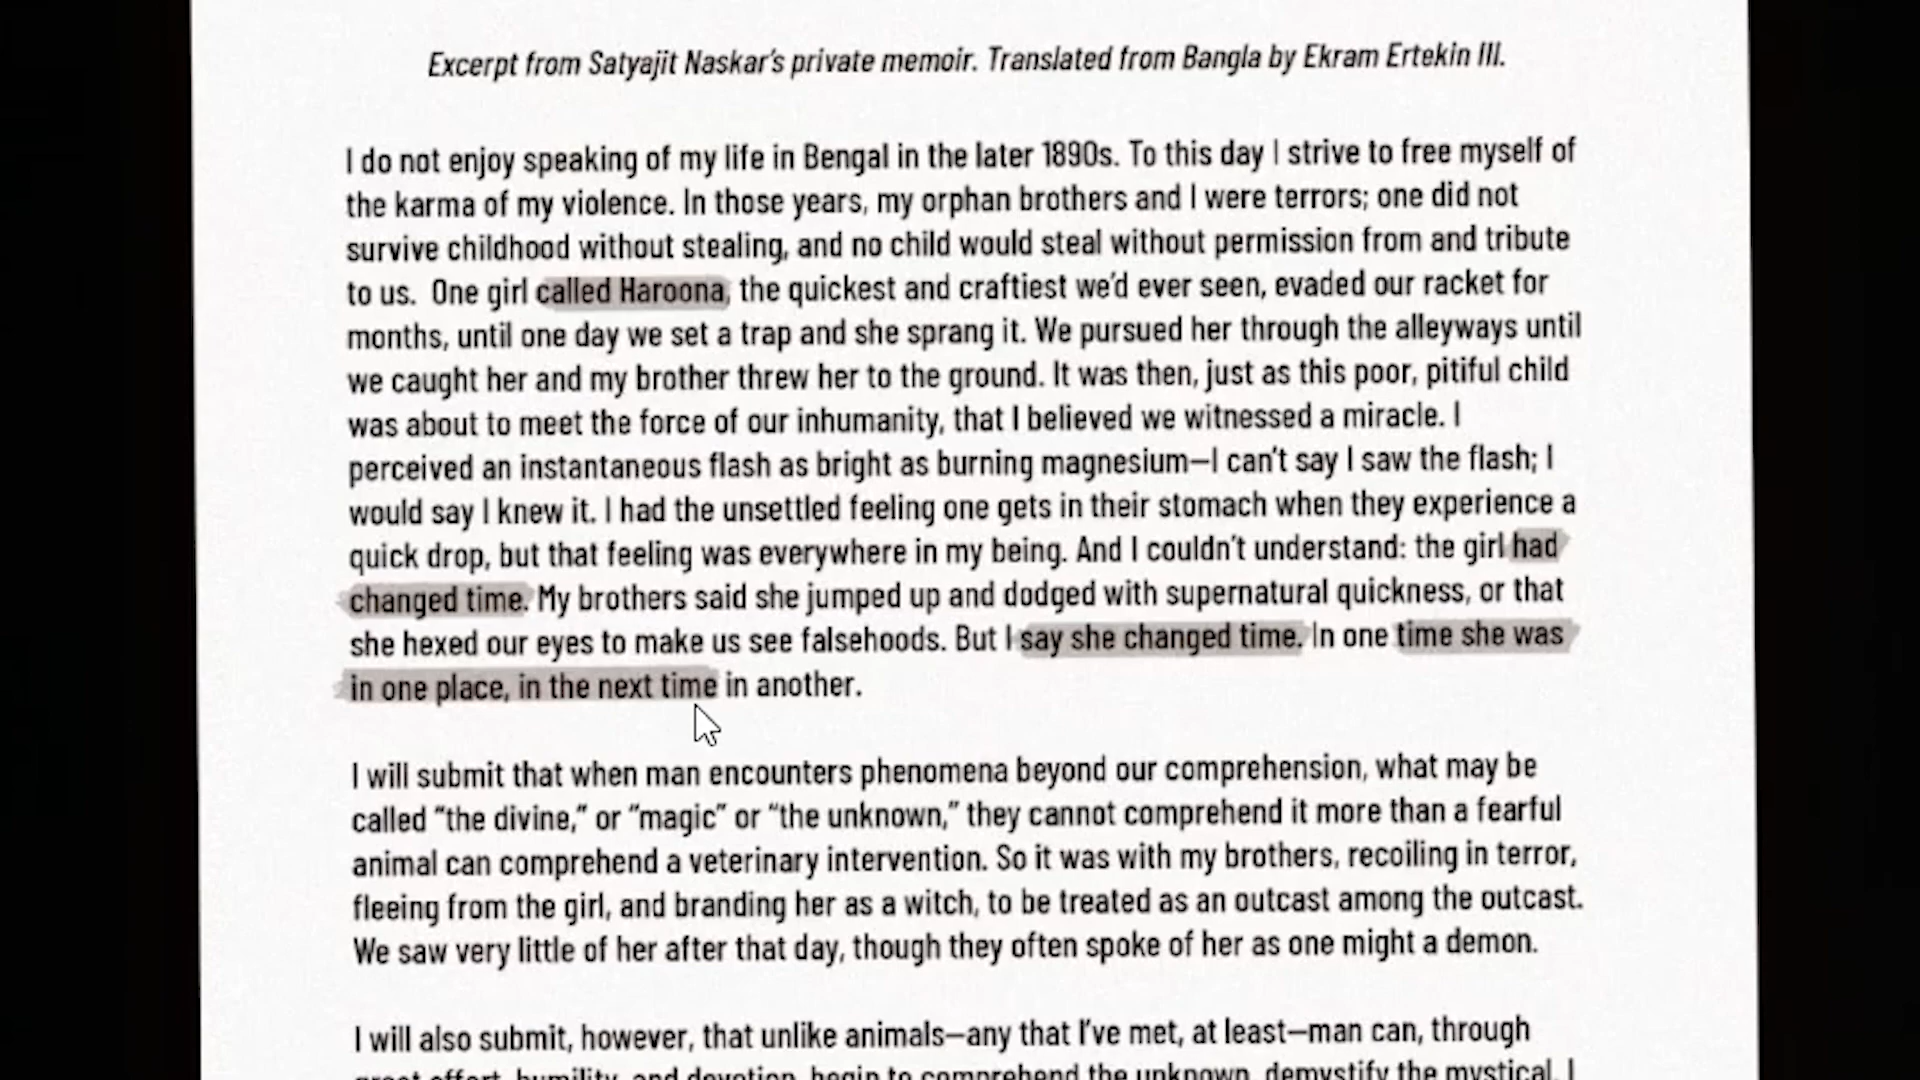 Excerpt from Satyajit Naskar's private memoir. Translated from Bangla by Ekram Ertekin III.
I do not enjoy speaking of my life in Bengal in the later 1890s. To this day I strive to free myself of
the karma of my violence. In those years, my orphan brothers and I were terrors; one did not
survive childhood without stealing, and no child would steal without permission from and tribute
to us. One girl called Haroona, the quickest and craftiest we'd ever seen, evaded our racket for
months, until one day we set a trap and she sprang it. We pursued her through the alleyways until
we caught her and my brother threw her to the ground. It was then, just as this poor, pitiful child
was about to meet the force of our inhumanity, that I believed we witnessed a miracle. I
perceived an instantaneous flash as bright as burning magnesium—I can't say I saw the flash; I
would say I knew it. I had the unsettled feeling one gets in their stomach when they experience a
quick drop, but that feeling was everywhere in my being. And I couldn't understand: the girl had
changed time. My brothers said she jumped up and dodged with supernatural quickness, or that
she hexed our eyes to make us see falsehoods. But I say she changed time. In one time she was
in one place, in the next time in another.
I will submit that when man encounters phenomena beyond our comprehension, what may be
called "the divine," or "magic" or "the unknown," they cannot comprehend it more than a fearful
animal can comprehend a veterinary intervention. So it was with my brothers, recoiling in terror,
fleeing from the girl, and branding her as a witch, to be treated as an outcast among the outcast.
We saw very little of her after that day, though they often spoke of her as one might a demon.
I will also submit, however, that unlike animals—any that I've met, at least—man can, through
great effort, humility, and devotion, begin to comprehend the unknown, demystify the mystical. I